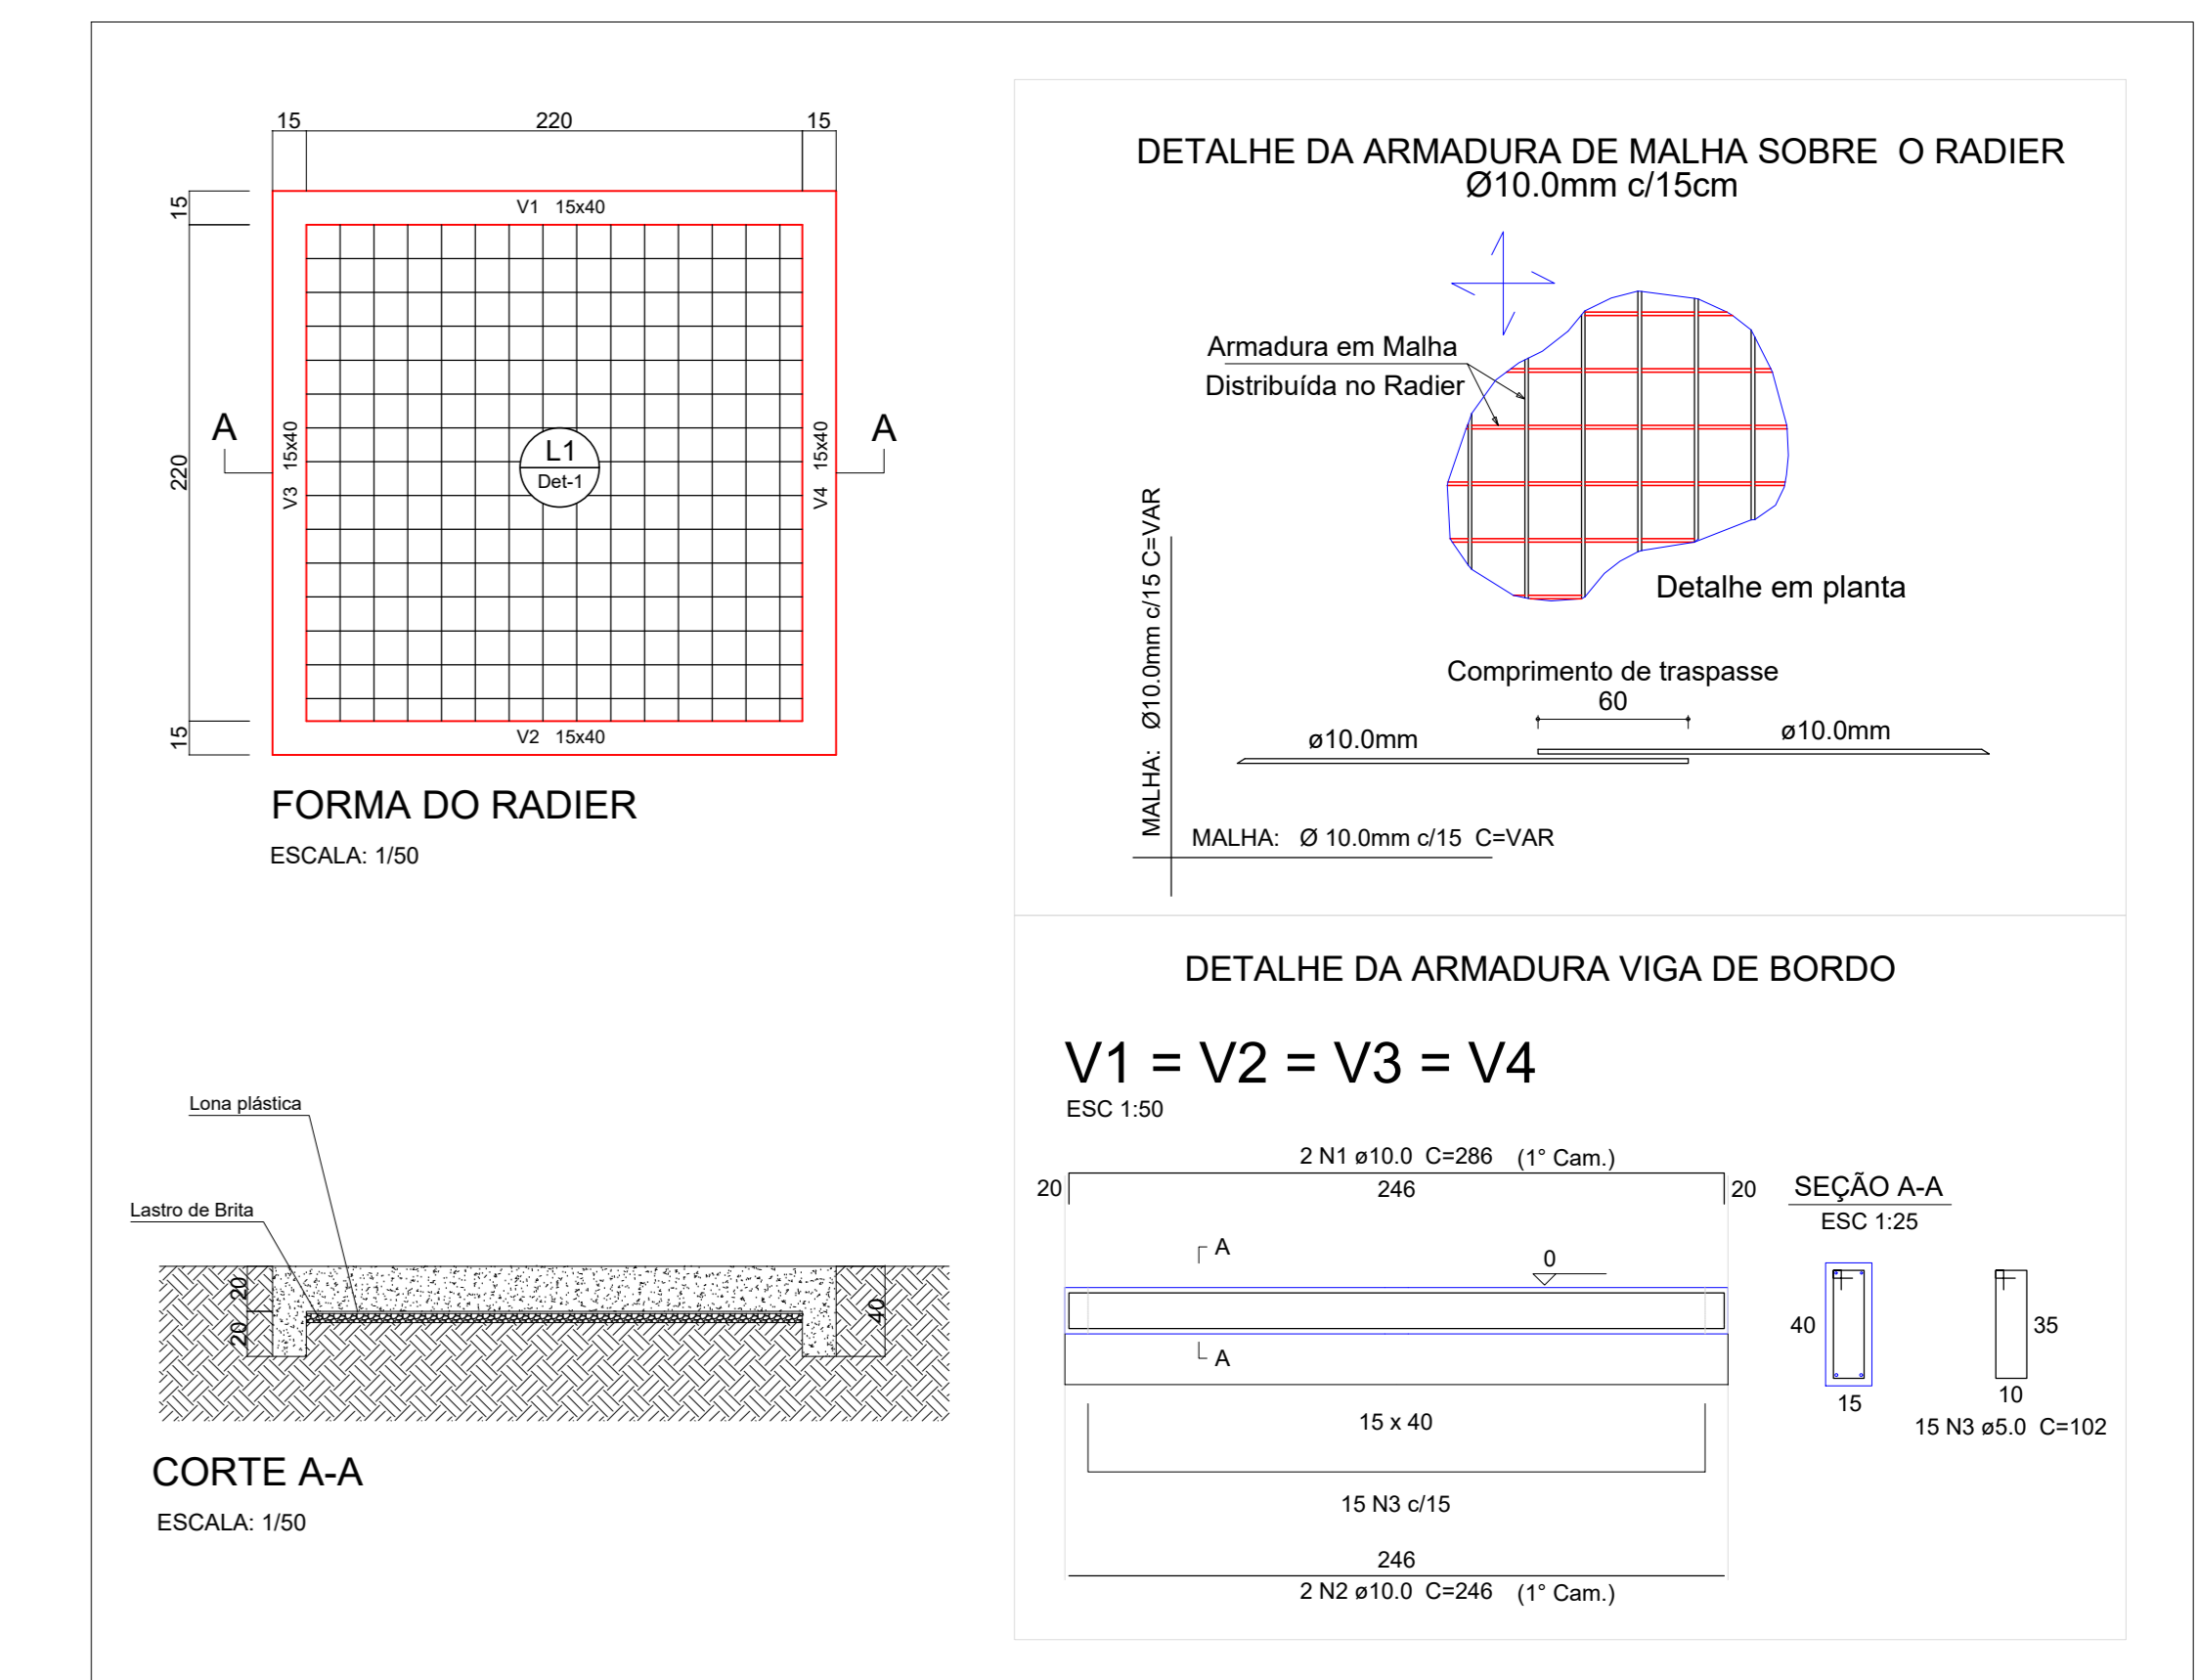 15 220 15
15
220
15
V1 15x40
V3 15x40
V4 15x40
V2 15x40
A
A
L1
Det-1
FORMA DO RADIER
ESCALA: 1/50
Lona plástica
Lastro de Brita
20
20
40
CORTE A-A
ESCALA: 1/50
DETALHE DA ARMADURA DE MALHA SOBRE O RADIER
Ø10.0mm c/15cm
Armadura em Malha
Distribuída no Radier
Detalhe em planta
Comprimento de traspasse
60
ø10.0mm
ø10.0mm
MALHA: Ø10.0mm c/15 C=VAR
MALHA: Ø 10.0mm c/15 C=VAR
DETALHE DA ARMADURA VIGA DE BORDO
V1 = V2 = V3 = V4
ESC 1:50
2 N1 ø10.0 C=286 (1° Cam.)
20 246 20
A
0
A
15 x 40
15 N3 c/15
246
2 N2 ø10.0 C=246 (1° Cam.)
SEÇÃO A-A
ESC 1:25
40
15
35
10
15 N3 ø5.0 C=102